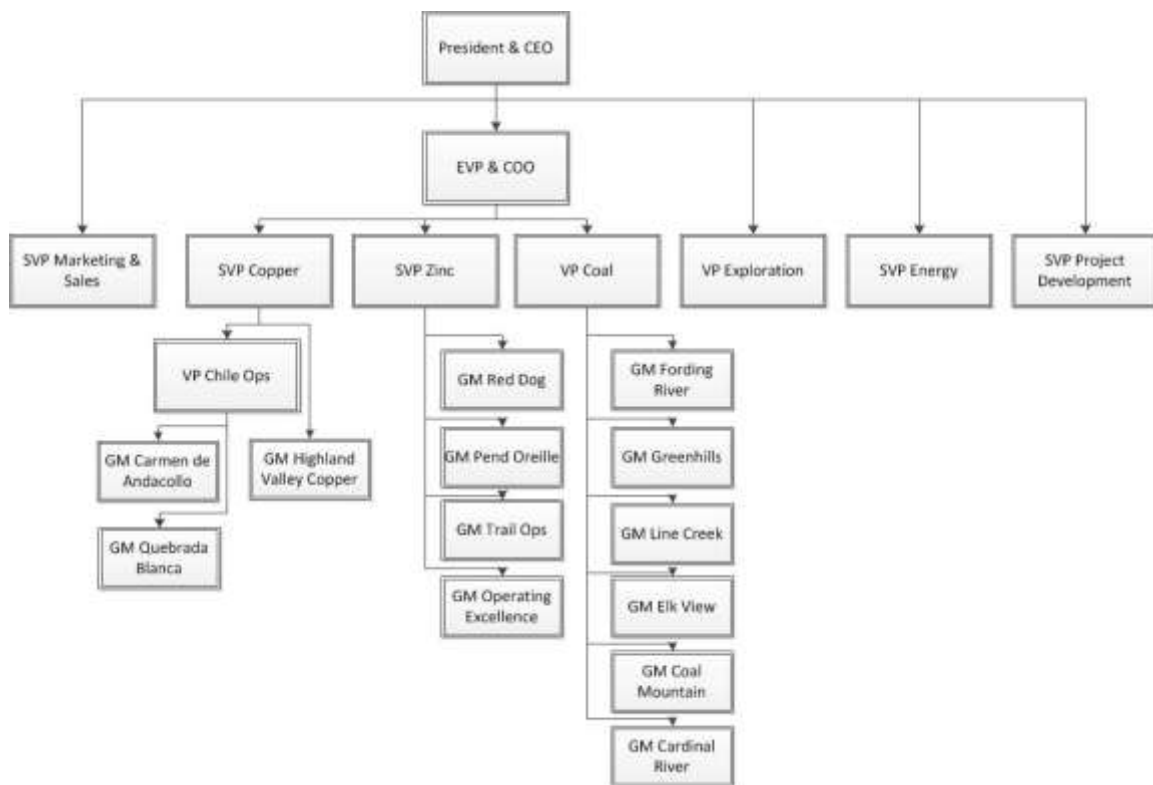 President & CEO
EVP & COO
SVP Marketing &
Sales
SVP Copper
SVP Zinc
VP Coal
VP Exploration
SVP Energy
SVP Project
Development
VP Chile Ops
GM Carmen de
Andacollo
GM Quebrada
Blanca
GM Highland
Valley Copper
GM Red Dog
GM Pend Oreille
GM Trail Ops
GM Operating
Excellence
GM Fording
River
GM Greenhills
GM Line Creek
GM Elk View
GM Coal
Mountain
GM Cardinal
River